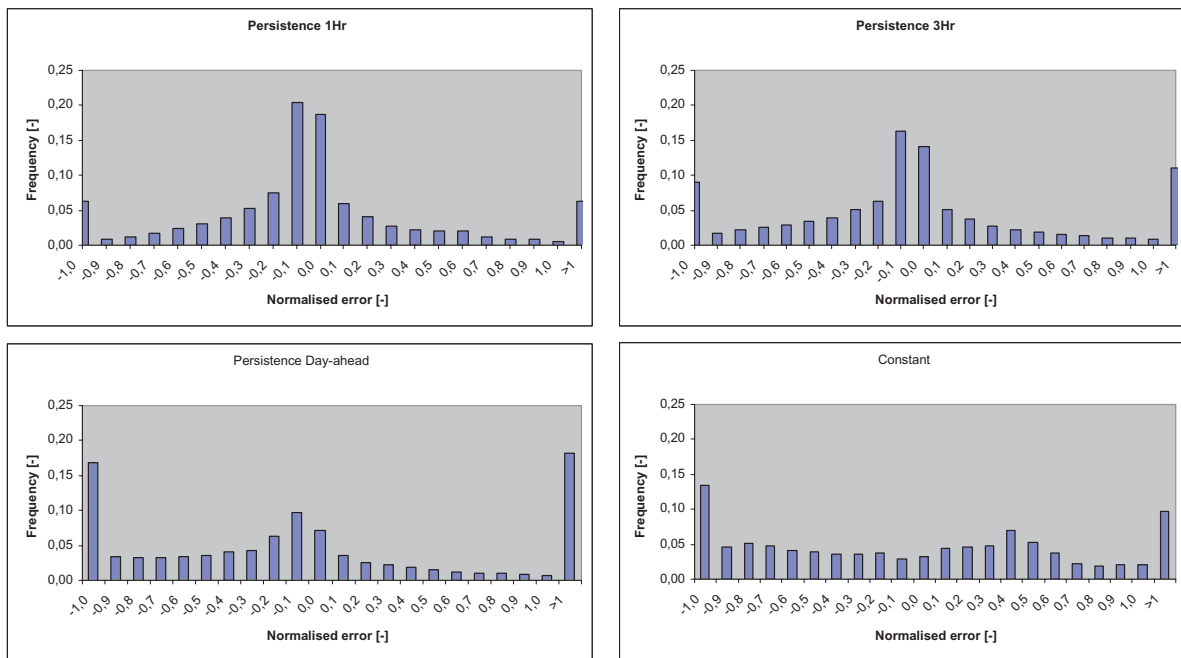 Persistence 1Hr
0,25
0,20
0,15
0,10
0,05
0,00
Frequency [-]
-1,0 -0,9 -0,8 -0,7 -0,6 -0,5 -0,4 -0,3 -0,2 -0,1 0,0 0,1 0,2 0,3 0,4 0,5 0,6 0,7 0,8 0,9 1,0 >1
Normalised error [-]
Persistence 3Hr
0,25
0,20
0,15
0,10
0,05
0,00
Frequency [-]
-1,0 -0,9 -0,8 -0,7 -0,6 -0,5 -0,4 -0,3 -0,2 -0,1 0,0 0,1 0,2 0,3 0,4 0,5 0,6 0,7 0,8 0,9 1,0 >1
Normalised error [-]
Persistence Day-ahead
0,25
0,20
0,15
0,10
0,05
0,00
Frequency [-]
-1,0 -0,9 -0,8 -0,7 -0,6 -0,5 -0,4 -0,3 -0,2 -0,1 0,0 0,1 0,2 0,3 0,4 0,5 0,6 0,7 0,8 0,9 1,0 >1
Normalised error [-]
Constant
0,25
0,20
0,15
0,10
0,05
0,00
Frequency [-]
-1,0 -0,9 -0,8 -0,7 -0,6 -0,5 -0,4 -0,3 -0,2 -0,1 0,0 0,1 0,2 0,3 0,4 0,5 0,6 0,7 0,8 0,9 1,0 >1
Normalised error [-]